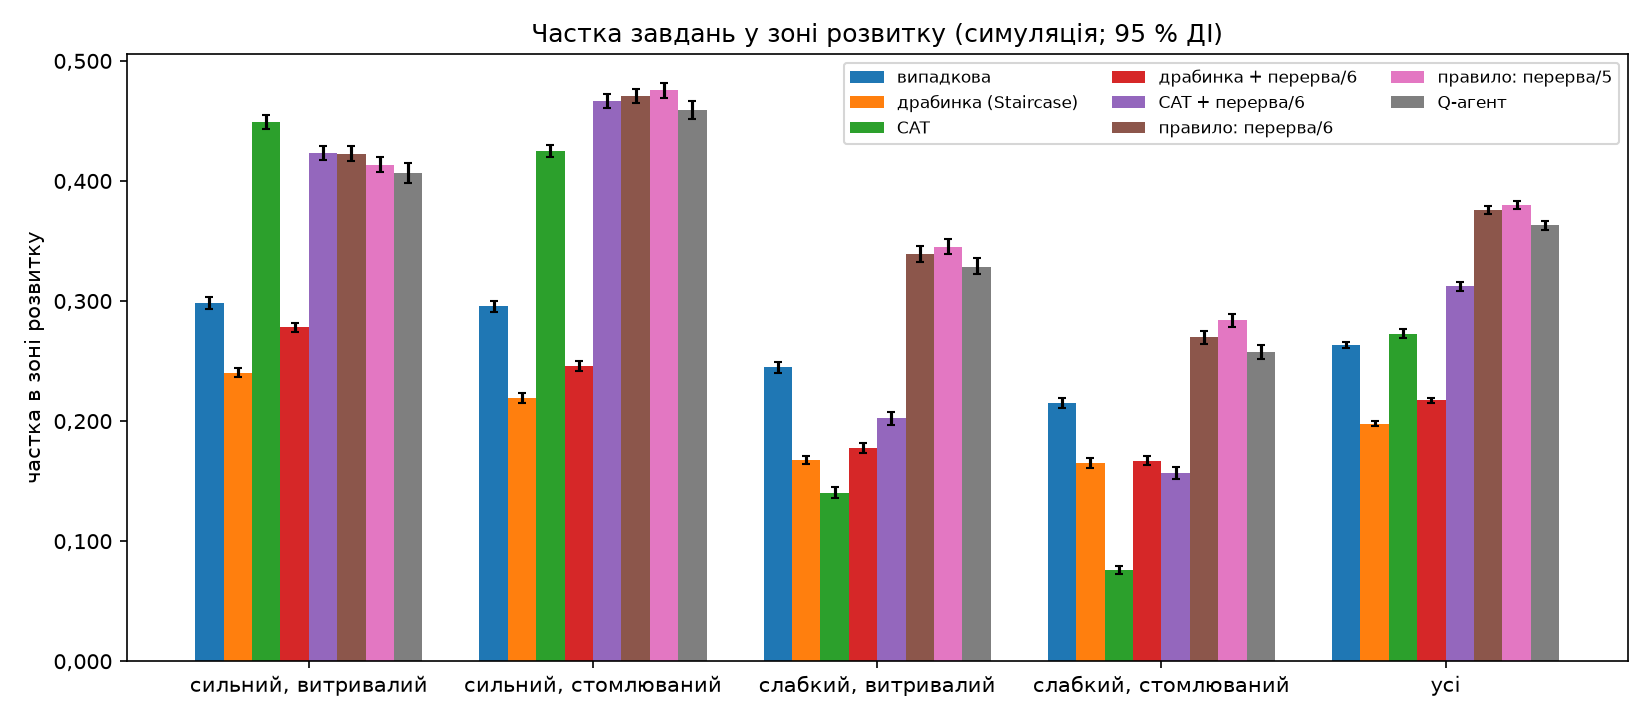 Частка завдань у зоні розвитку (симуляція; 95 % ДІ)
частка в зоні розвитку
0,500
0,400
0,300
0,200
0,100
0,000
випадкова
драбинка (Staircase)
CAT
драбинка + перерва/6
CAT + перерва/6
правило: перерва/6
правило: перерва/5
Q-агент
сильний, витривалий
сильний, стомлюваний
слабкий, витривалий
слабкий, стомлюваний
усі